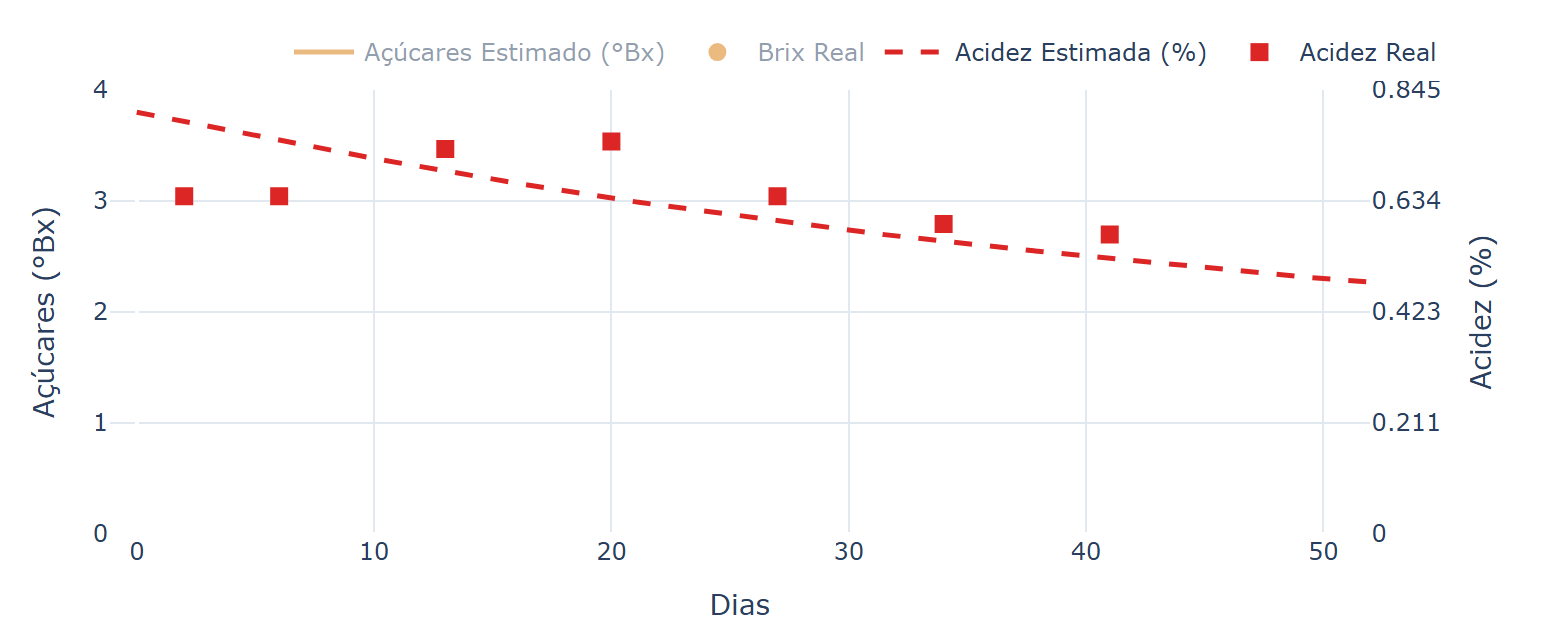 Açúcares Estimado (°Bx) Brix Real Acidez Estimada (%) Acidez Real
4 0.845
3 0.634
2 0.423
1 0.211
0 0
Açúcares (°Bx)
Acidez (%)
0 10 20 30 40 50
Dias